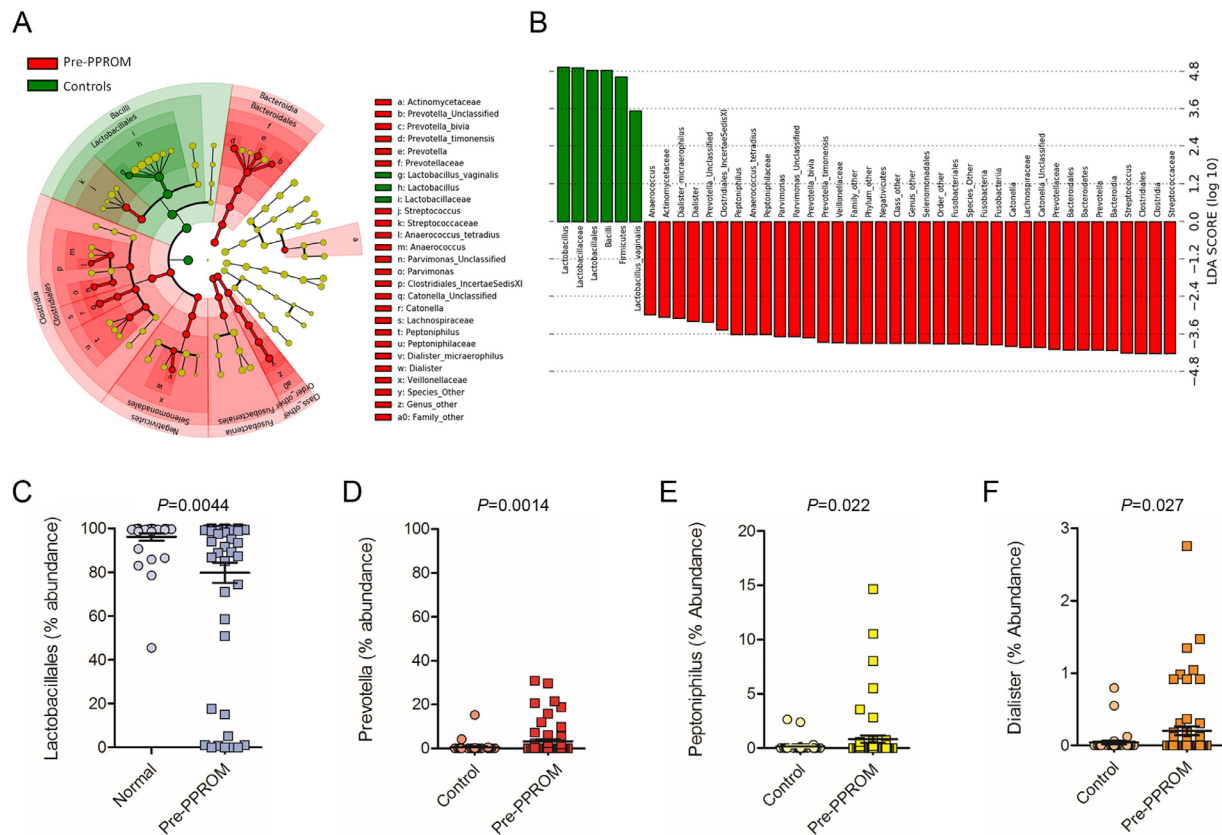 A
Pre-PPROM
Controls
Bacilli
Lactobacillales
i
h
g
k
j
Bacteroidia
Bacteroidales
f
e
d
c
b
a
Clostridia
Clostridiales
p
m
l
o
n
s
r
q
u
t
Negativicutes
Selenomonadales
x
w
v
Fusobacteriia
Fusobacteriales
Class_other
Order_other
a0
z
y
a: Actinomycetaceae
b: Prevotella_Unclassified
c: Prevotella_bivia
d: Prevotella_timonensis
e: Prevotella
f: Prevotellaceae
g: Lactobacillus_vaginalis
h: Lactobacillus
i: Lactobacillaceae
j: Streptococcus
k: Streptococcaceae
l: Anaerococcus_tetradius
m: Anaerococcus
n: Parvimonas_Unclassified
o: Parvimonas
p: Clostridiales_IncertaeSedisXI
q: Catonella_Unclassified
r: Catonella
s: Lachnospiraceae
t: Peptoniphilus
u: Peptoniphilaceae
v: Dialister_micraerophilus
w: Dialister
x: Veillonellaceae
y: Species_Other
z: Genus_other
a0: Family_other
B
Lactobacillus
Lactobacillaceae
Lactobacillales
Bacilli
Firmicutes
Lactobacillus_vaginalis
Anaerococcus
Actinomycetaceae
Dialister_micraerophilus
Dialister
Prevotella_Unclassified
Clostridiales_IncertaeSedisXI
Peptoniphilus
Anaerococcus_tetradius
Peptoniphilaceae
Parvimonas
Parvimonas_Unclassified
Prevotella_bivia
Prevotella_timonensis
Veillonellaceae
Family_other
Phylum_other
Negativicutes
Class_other
Genus_other
Selenomonadales
Order_other
Fusobacteriales
Species_Other
Fusobacteria
Fusobacteriia
Catonella
Lachnospiraceae
Catonella_Unclassified
Prevotellaceae
Bacteroidales
Bacteroidetes
Bacteroidia
Prevotella
Streptococcus
Clostridiales
Clostridia
Streptococcaceae
4.8
3.6
2.4
1.2
0.0
-1.2
-2.4
-3.6
-4.8
LDA SCORE (log 10)
C
P=0.0044
Lactobacillales (% abundance)
100
80
60
40
20
0
Normal
Pre-PPROM
D
P=0.0014
Prevotella (% abundance)
100
80
60
40
20
0
Control
Pre-PPROM
E
P=0.022
Peptoniphilus (% Abundance)
20
15
10
5
0
Control
Pre-PPROM
F
P=0.027
Dialister (% Abundance)
3
2
1
0
Control
Pre-PPROM